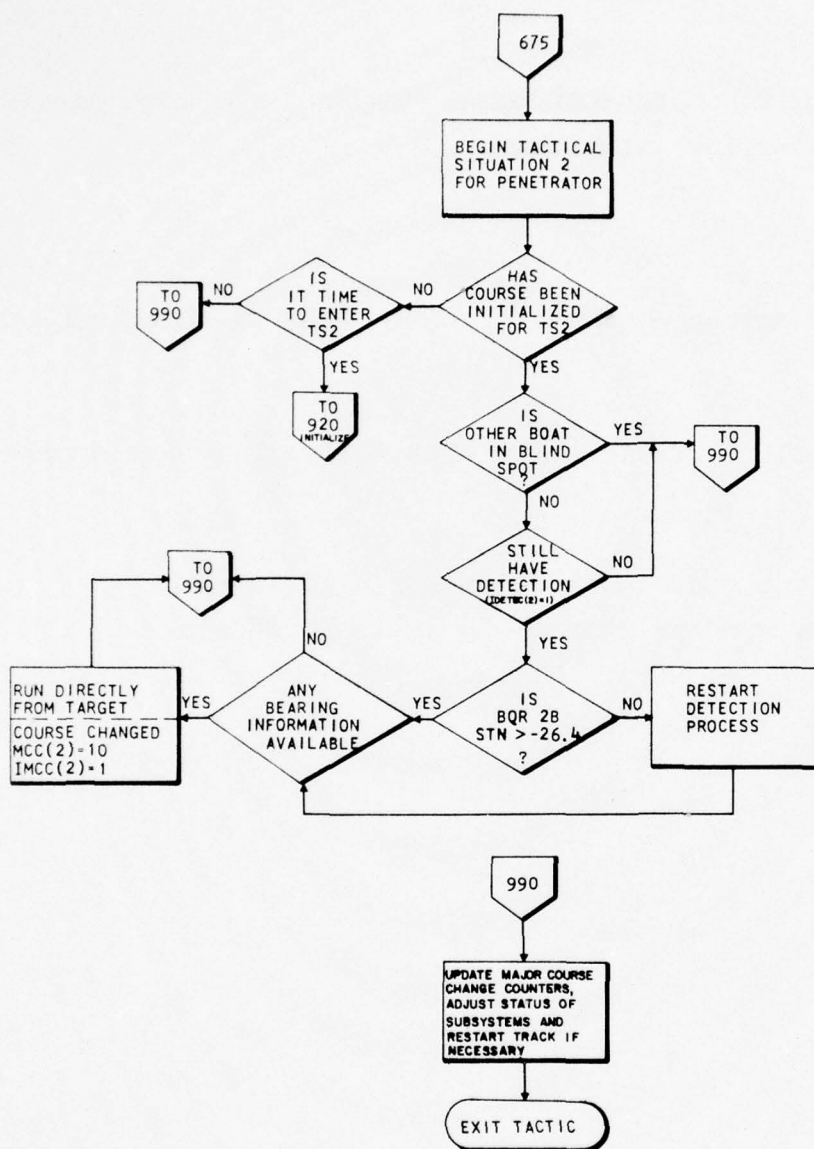 675
BEGIN TACTICAL
SITUATION 2
FOR PENETRATOR
HAS
COURSE BEEN
INITIALIZED
FOR TS2
NO
IS
IT TIME
TO ENTER
TS2
NO
TO
990
YES
TO
920
INITIALIZE
YES
IS
OTHER BOAT
IN BLIND
SPOT
?
YES
TO
990
NO
STILL
HAVE
DETECTION
(IDETEC(2)=1)
NO
YES
IS
BQR 2B
STN >-26.4
?
NO
RESTART
DETECTION
PROCESS
YES
ANY
BEARING
INFORMATION
AVAILABLE
NO
TO
990
YES
RUN DIRECTLY
FROM TARGET
COURSE CHANGED
MCC(2)=10
IMCC(2)=1
990
UPDATE MAJOR COURSE
CHANGE COUNTERS,
ADJUST STATUS OF
SUBSYSTEMS AND
RESTART TRACK IF
NECESSARY
EXIT TACTIC